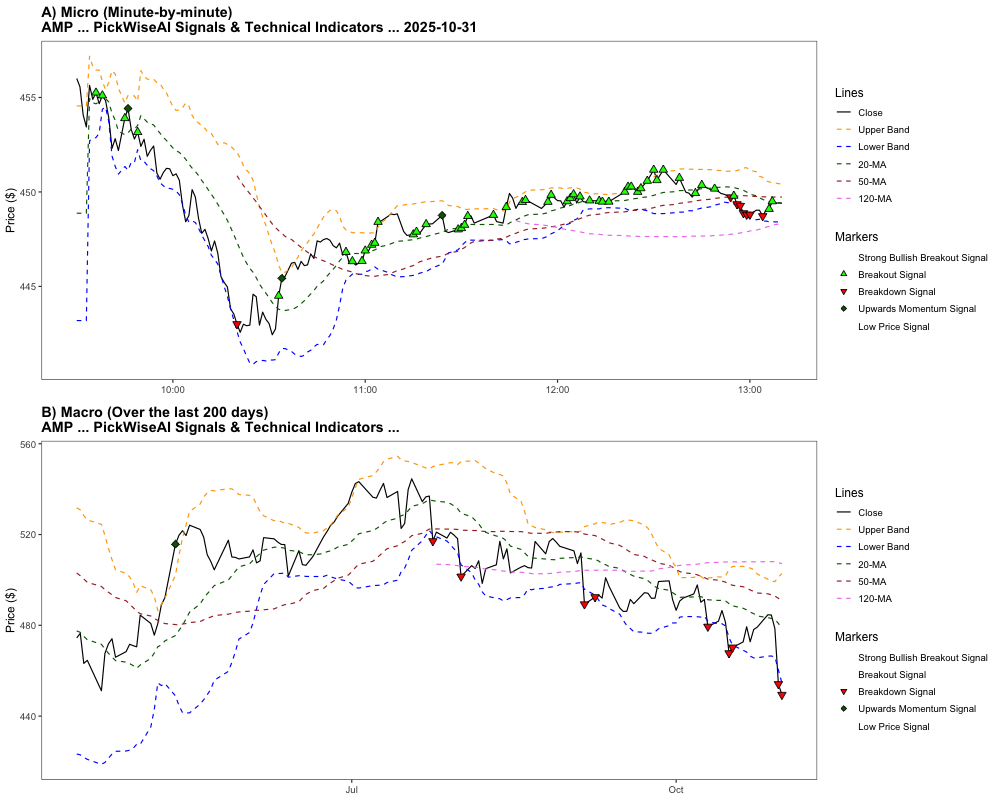 A) Micro (Minute-by-minute)
AMP ... PickWiseAI Signals & Technical Indicators ... 2025-10-31
Price ($)
455
450
445
10:00
11:00
12:00
13:00
Lines
Close
Upper Band
Lower Band
20-MA
50-MA
120-MA
Markers
Strong Bullish Breakout Signal
Breakout Signal
Breakdown Signal
Upwards Momentum Signal
Low Price Signal
B) Macro (Over the last 200 days)
AMP ... PickWiseAI Signals & Technical Indicators ...
Price ($)
560
520
480
440
Jul
Oct
Lines
Close
Upper Band
Lower Band
20-MA
50-MA
120-MA
Markers
Strong Bullish Breakout Signal
Breakout Signal
Breakdown Signal
Upwards Momentum Signal
Low Price Signal